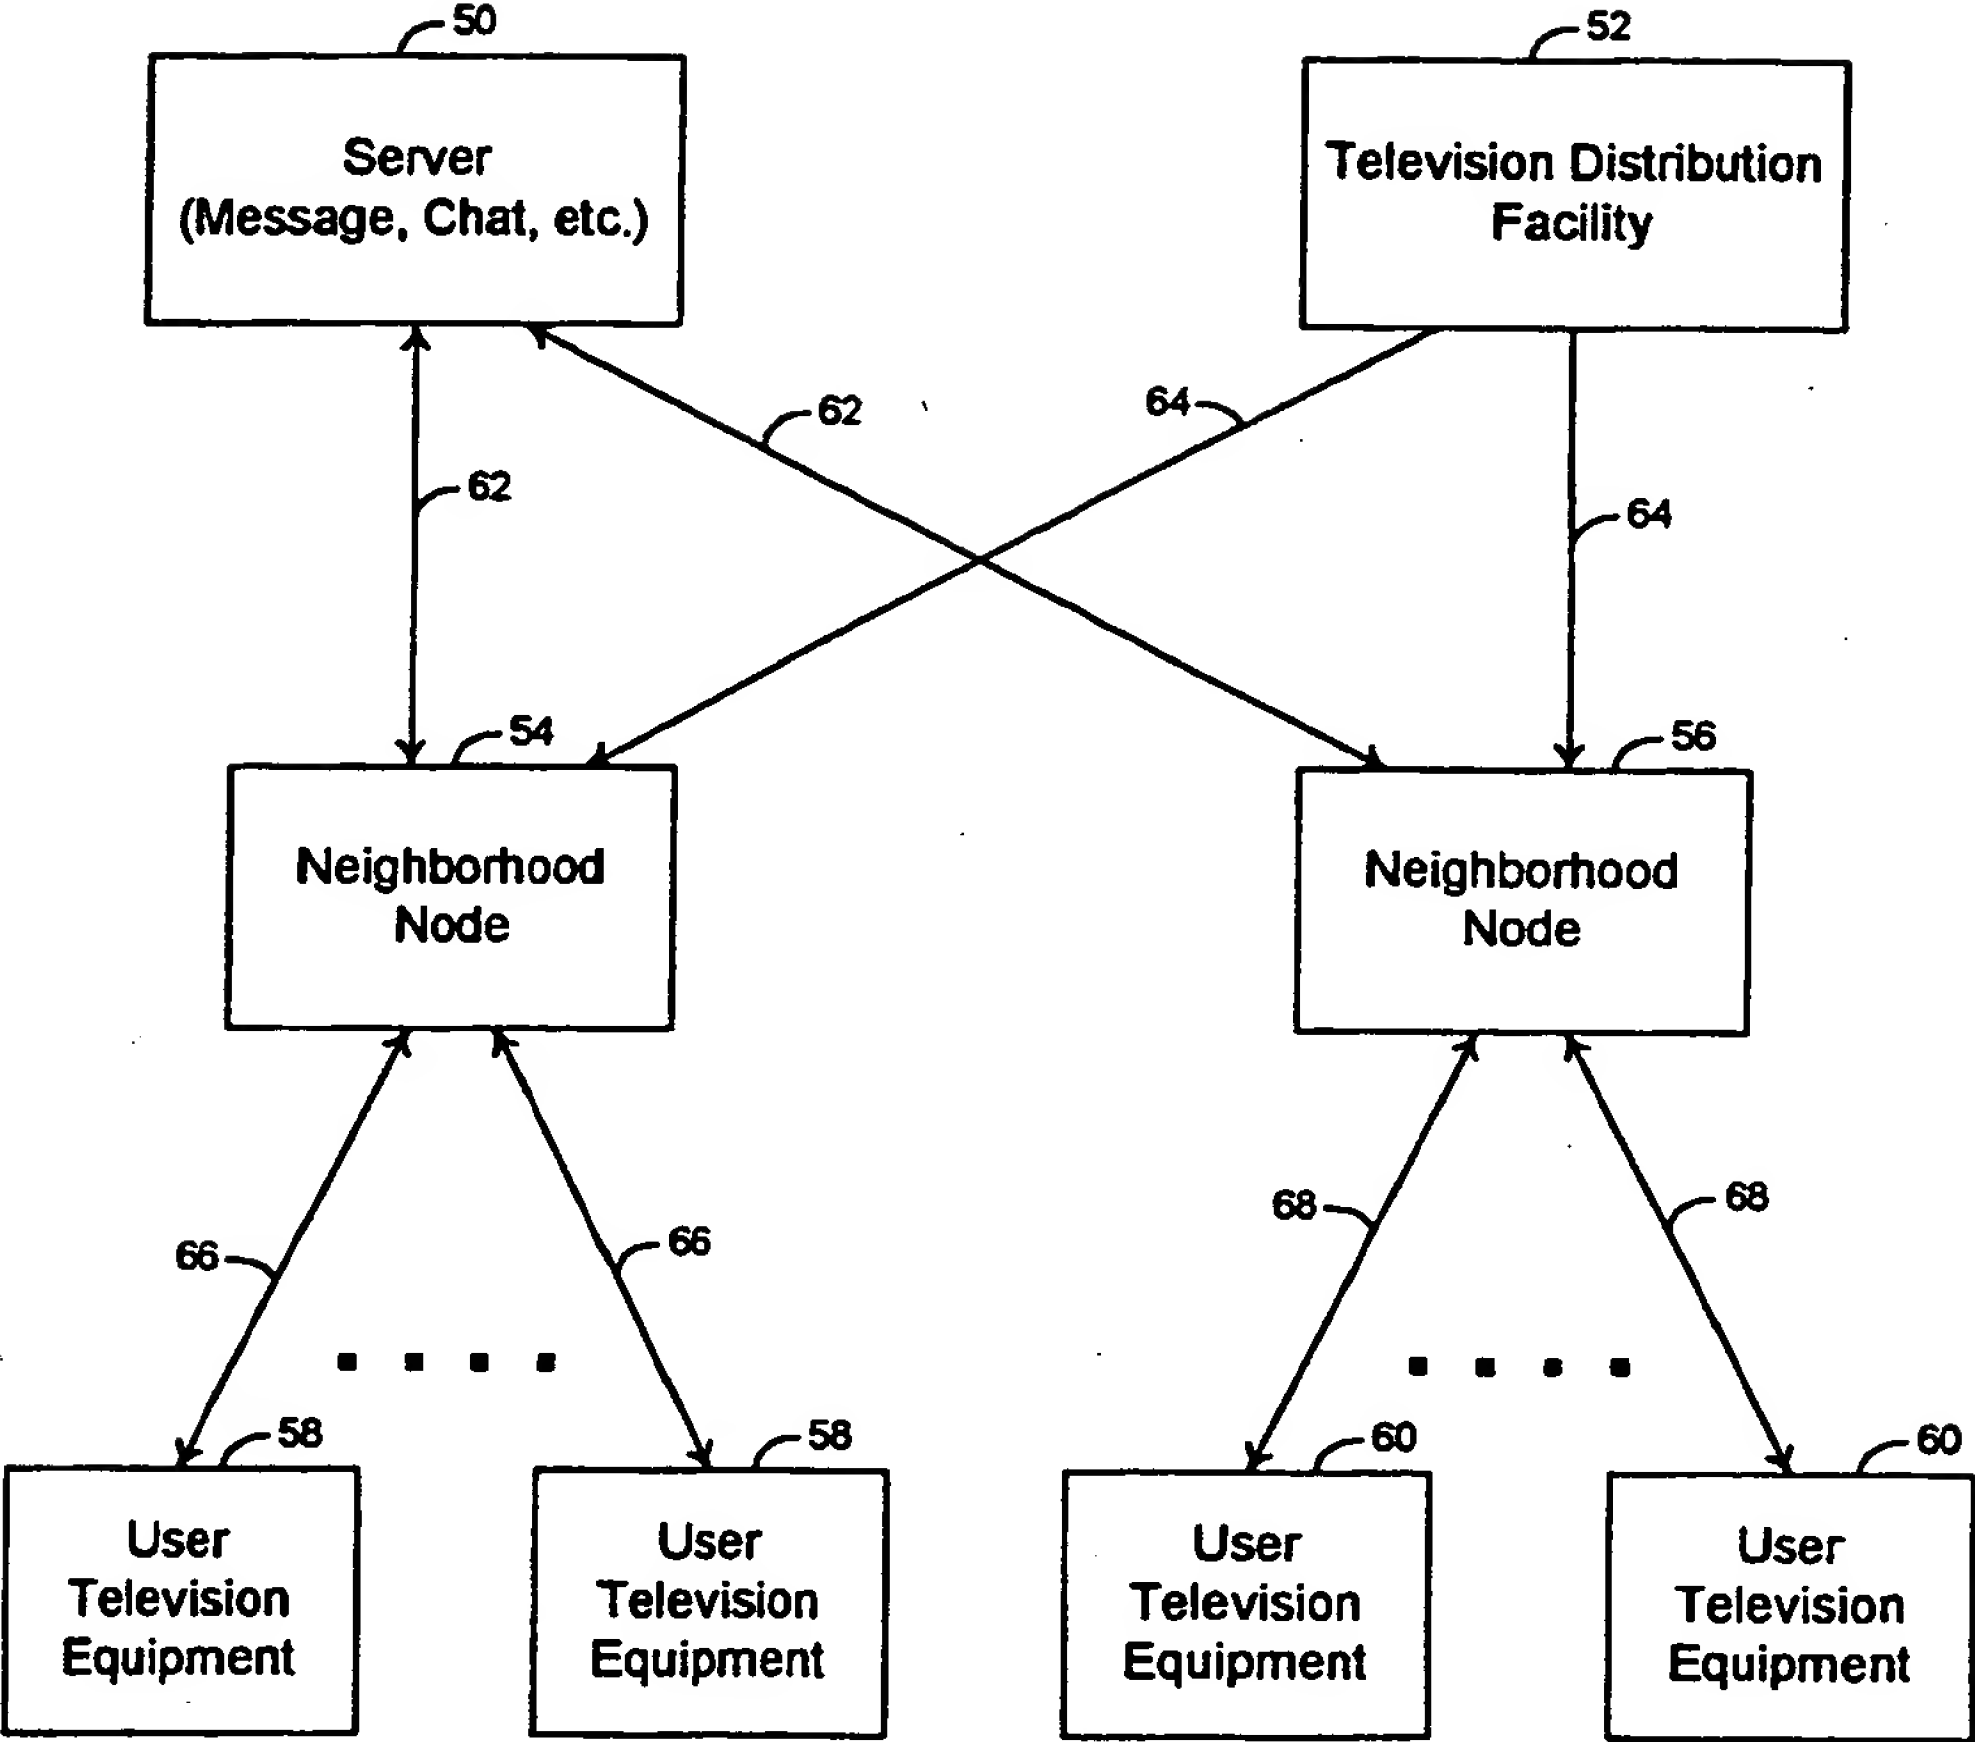 50
52
Server
(Message, Chat, etc.)
Television Distribution
Facility
62
64
62
64
54
56
Neighborhood
Node
Neighborhood
Node
68
68
66
66
58
58
60
60
User
Television
Equipment
User
Television
Equipment
User
Television
Equipment
User
Television
Equipment